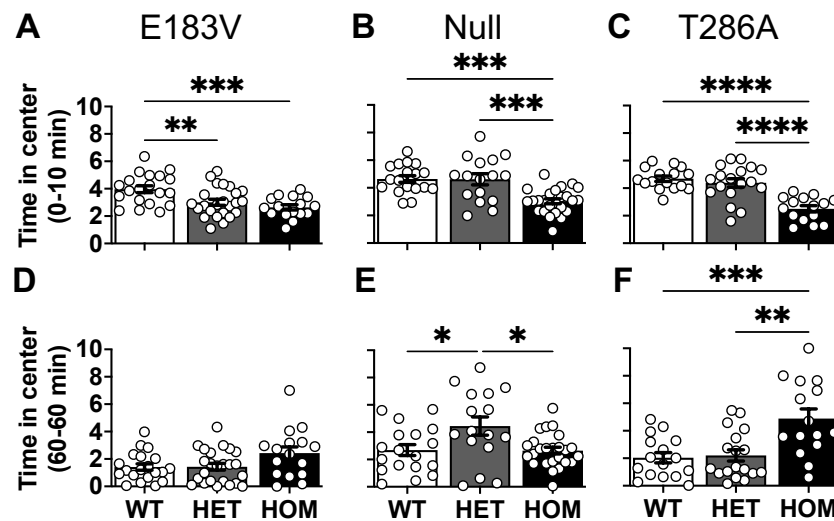 A E183V B Null C T286A
*** *** ****
** *** ****
Time in center
(0-10 min)
10
8
6
4
2
0
D E F
***
* * **
Time in center
(60-60 min)
10
8
6
4
2
0
WT HET HOM WT HET HOM WT HET HOM